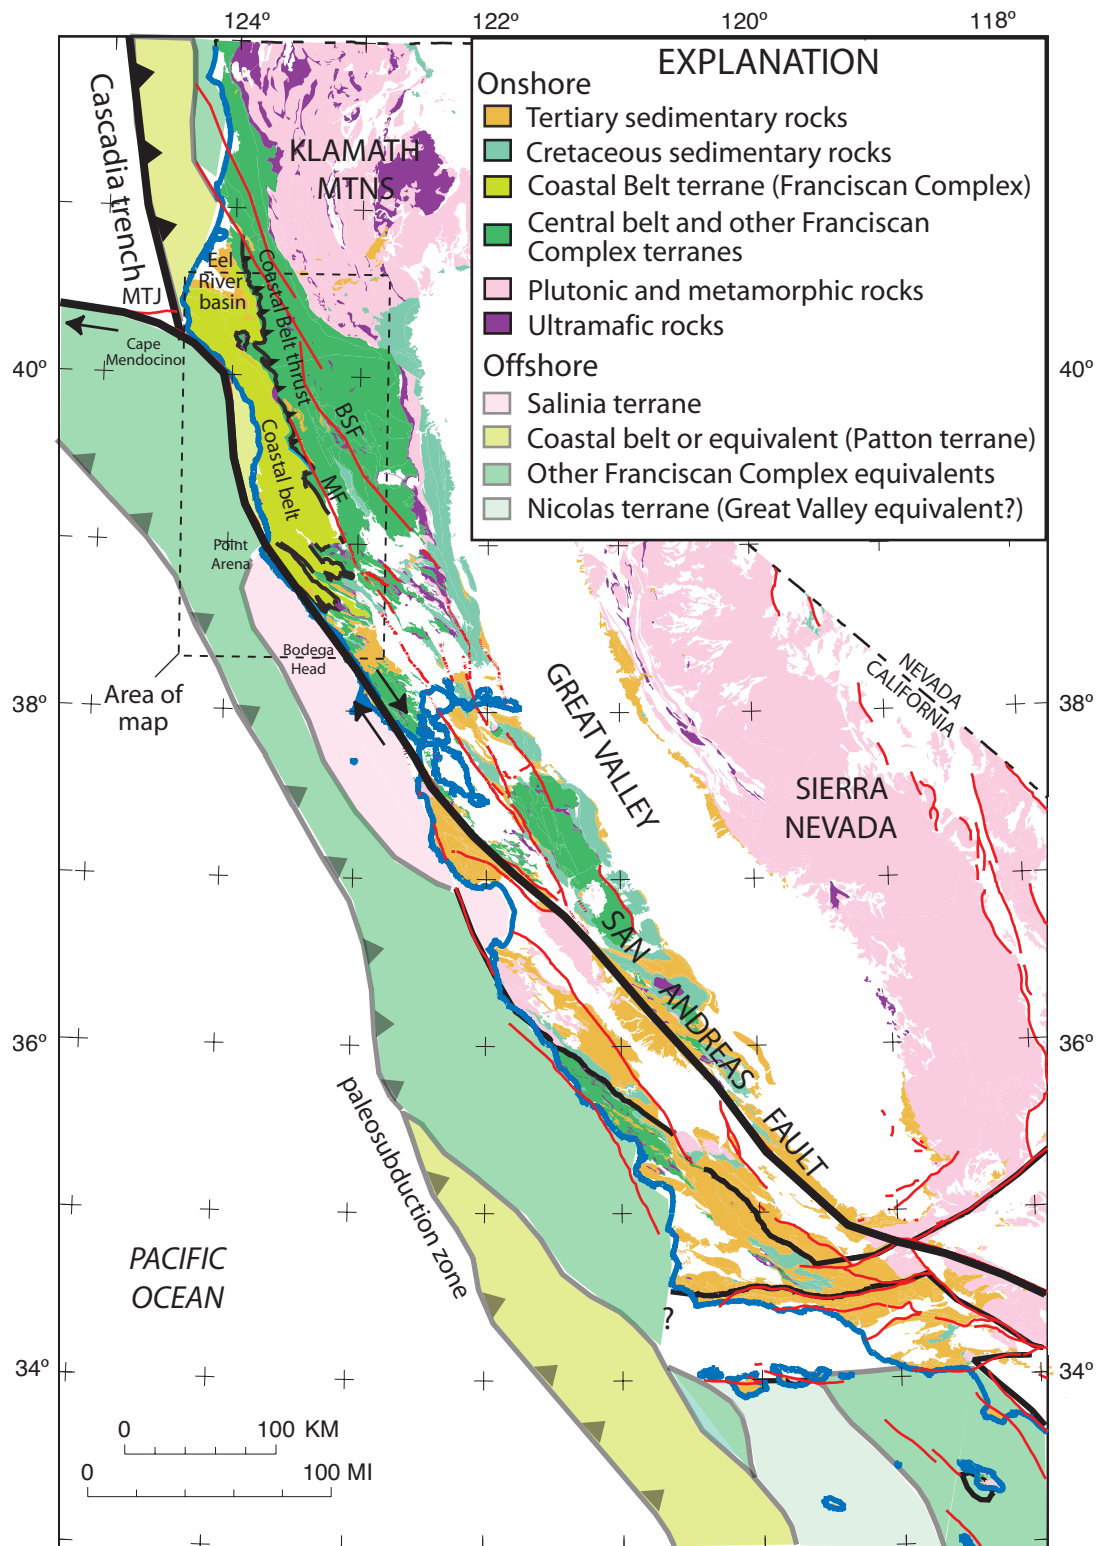 124º
122º
120º
118º
EXPLANATION
Onshore
Tertiary sedimentary rocks
Cretaceous sedimentary rocks
Coastal Belt terrane (Franciscan Complex)
Central belt and other Franciscan
Complex terranes
Plutonic and metamorphic rocks
Ultramafic rocks
Offshore
Salinia terrane
Coastal belt or equivalent (Patton terrane)
Other Franciscan Complex equivalents
Nicolas terrane (Great Valley equivalent?)
Cascadia trench
KLAMATH
MTNS
Eel
River
basin
Coastal Belt thrust
MTJ
Cape
Mendocino
40º
40º
BSF
Coastal belt
MF
Point
Arena
Bodega
Head
Area of
map
38º
38º
NEVADA
CALIFORNIA
GREAT VALLEY
SIERRA
NEVADA
SAN
ANDREAS
FAULT
36º
36º
paleosubduction zone
PACIFIC
OCEAN
?
34º
34º
0
100 KM
0
100 MI